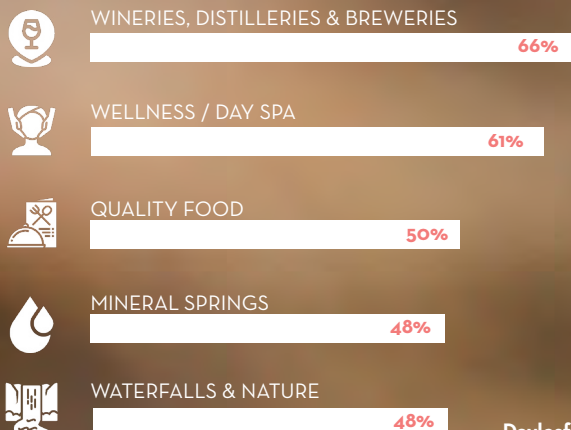 WINERIES, DISTILLERIES & BREWERIES
66%
WELLNESS / DAY SPA
61%
QUALITY FOOD
50%
MINERAL SPRINGS
48%
WATERFALLS & NATURE
48%